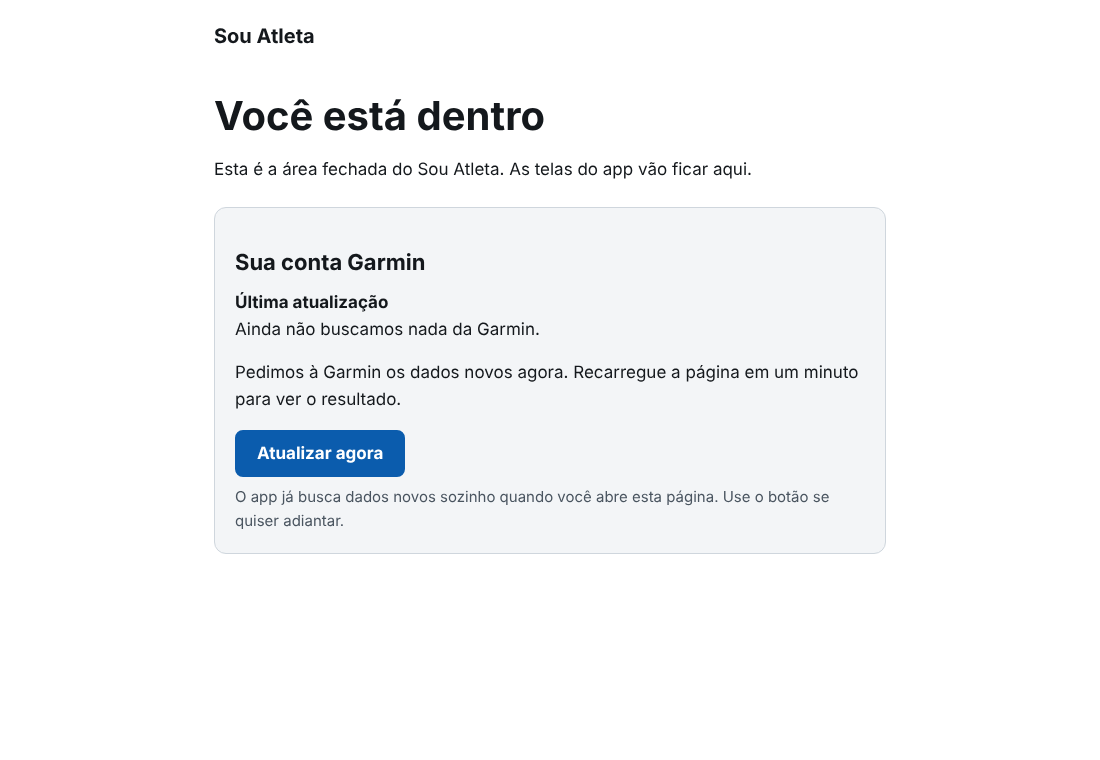 Sou Atleta
Você está dentro
Esta é a área fechada do Sou Atleta. As telas do app vão ficar aqui.
Sua conta Garmin
Última atualização
Ainda não buscamos nada da Garmin.
Pedimos à Garmin os dados novos agora. Recarregue a página em um minuto
para ver o resultado.
Atualizar agora
O app já busca dados novos sozinho quando você abre esta página. Use o botão se
quiser adiantar.